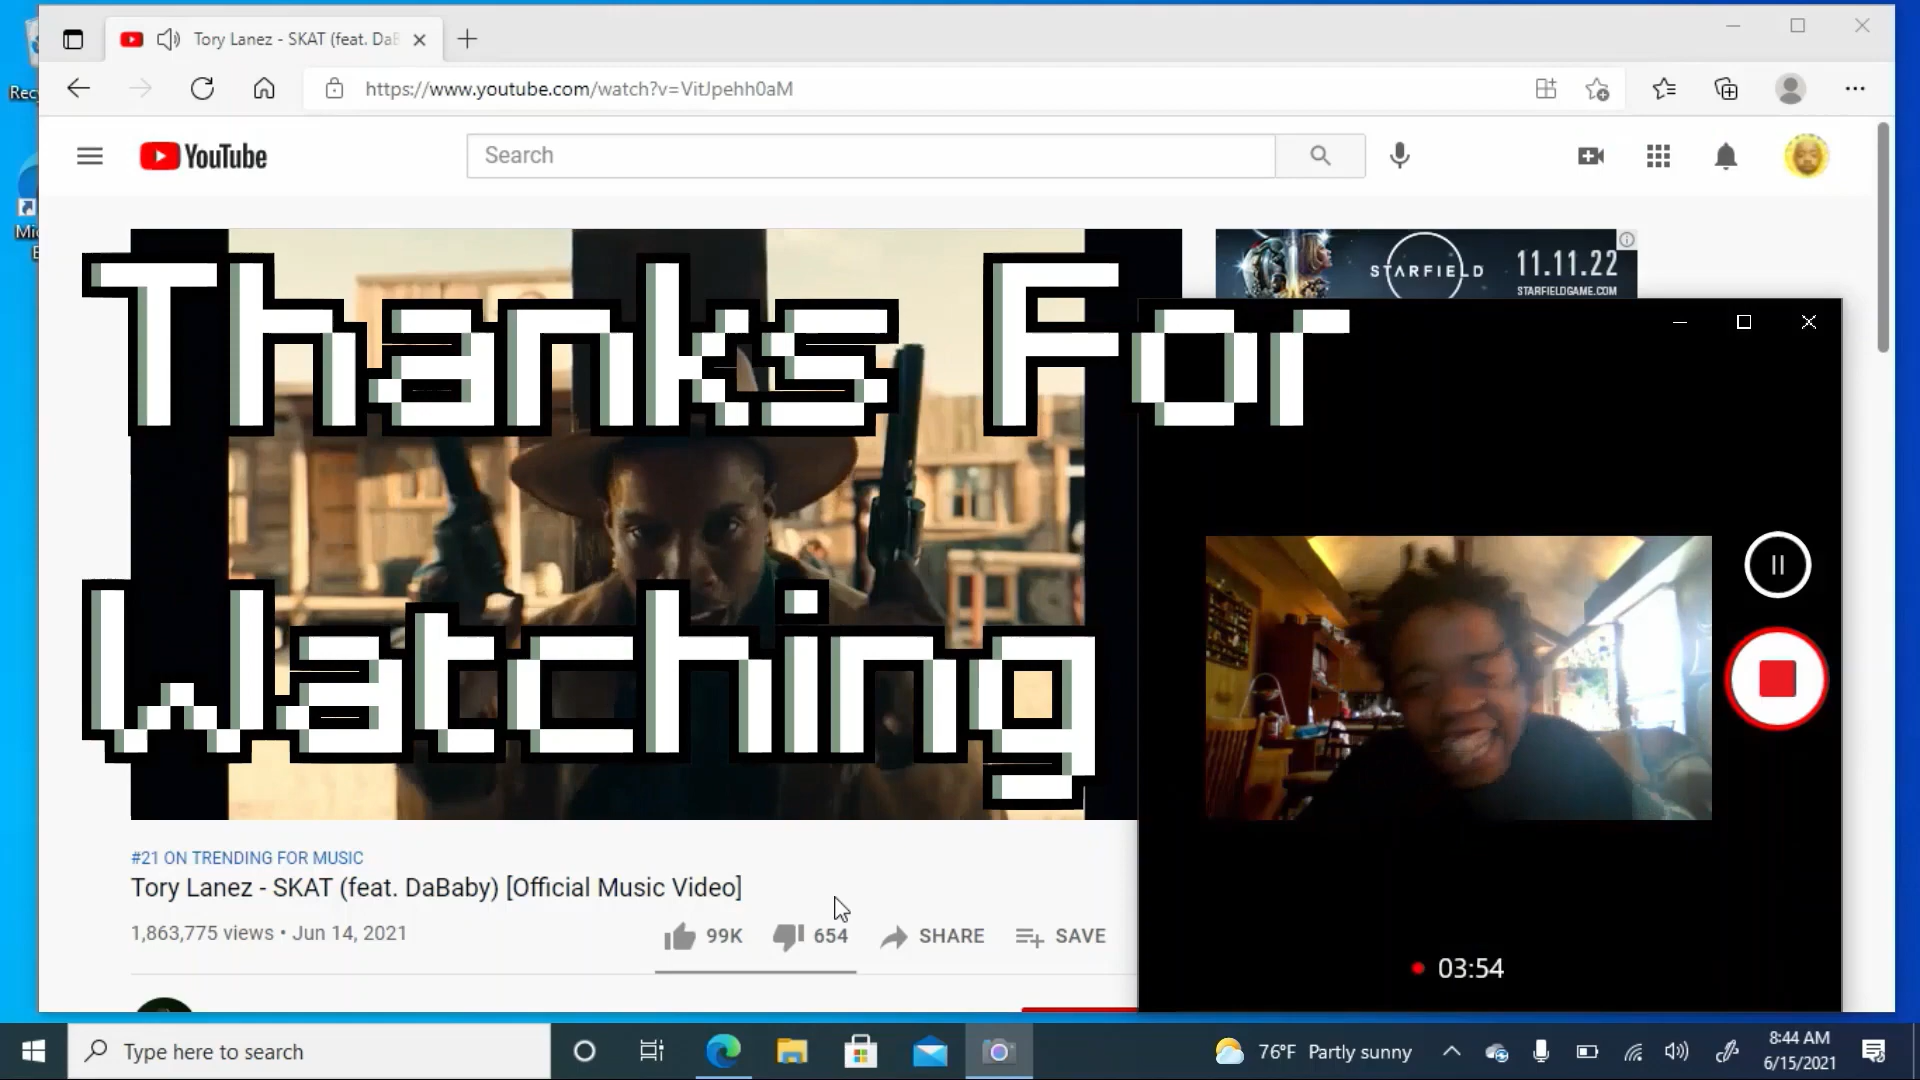 Tory Lanez - SKAT (feat. DaB
https://www.youtube.com/watch?v=VitJpehh0aM
Rec
YouTube
Search
Mic
E
STARFIELD
11.11.22
STARFIELDGAME.COM
Thanks For
Watching
#21 ON TRENDING FOR MUSIC
Tory Lanez - SKAT (feat. DaBaby) [Official Music Video]
1,863,775 views • Jun 14, 2021
99K
654
SHARE
SAVE
03:54
Type here to search
76°F Partly sunny
8:44 AM
6/15/2021